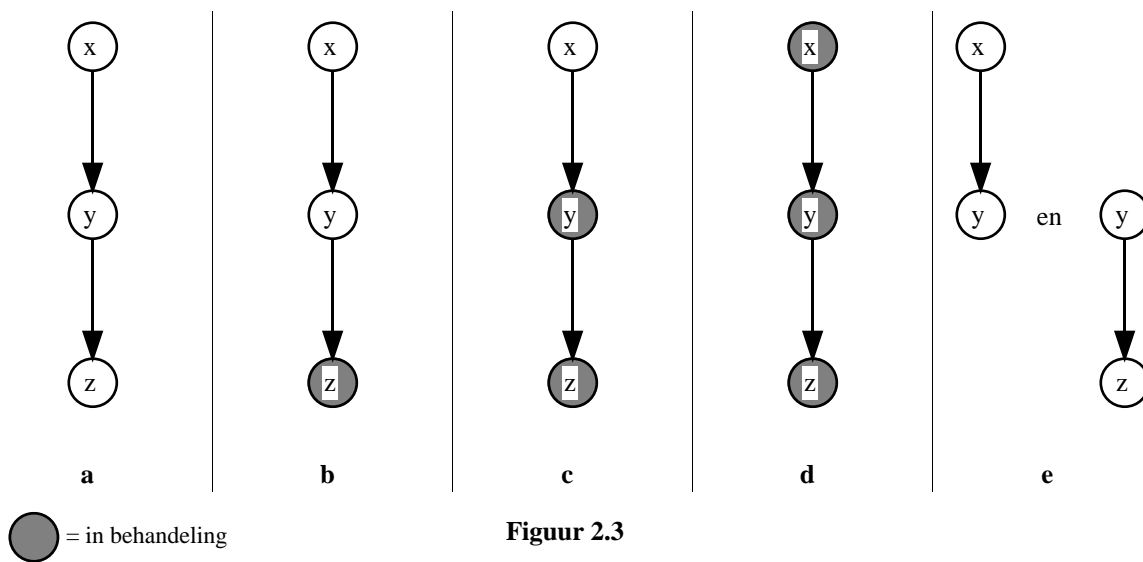 x x x x x
y y y y y en y
z z z z z
a b c d e
= in behandeling
Figuur 2.3